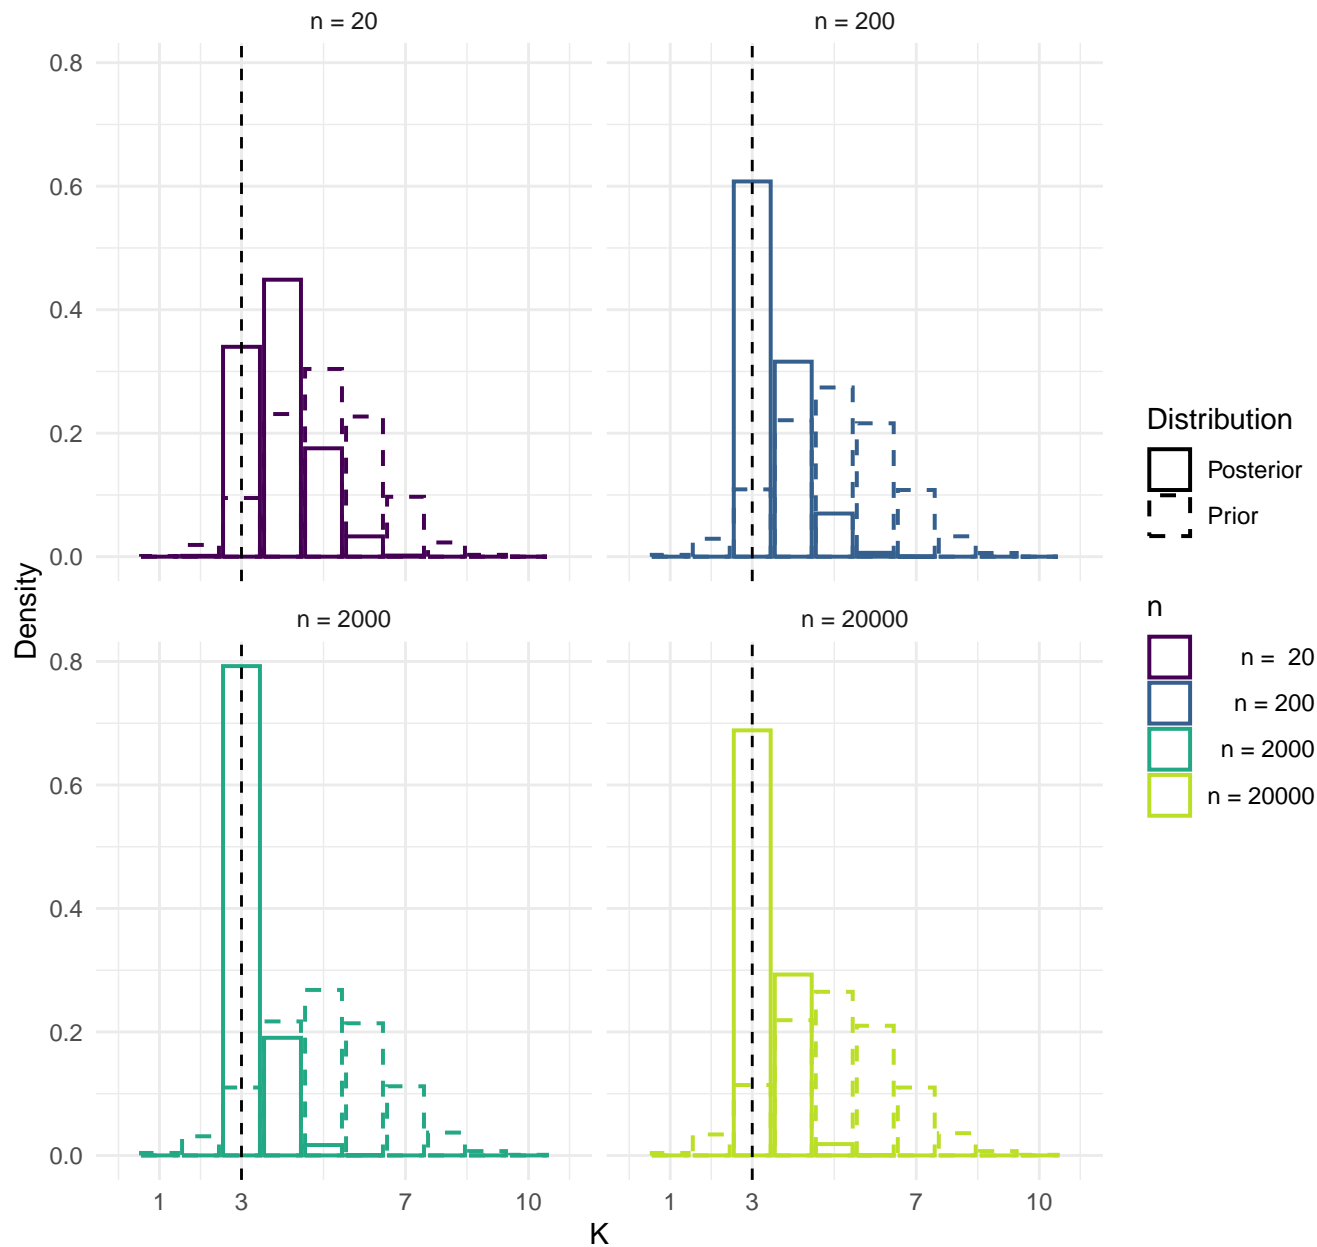 n = 20
n = 200
0.8
0.6
0.4
0.2
0.0
n = 2000
n = 20000
0.8
0.6
0.4
0.2
0.0
1 3 7 10
1 3 7 10
K
Density
Distribution
Posterior
Prior
n
n = 20
n = 200
n = 2000
n = 20000